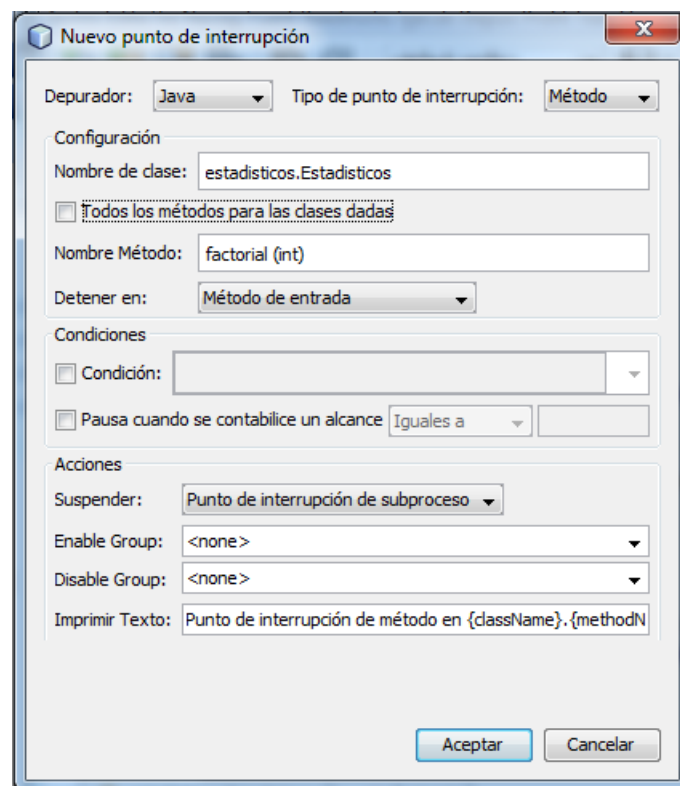 Nuevo punto de interrupción
Depurador: Java Tipo de punto de interrupción: Método
Configuración
Nombre de clase: estadisticos.Estadisticos
Todos los métodos para las clases dadas
Nombre Método: factorial (int)
Detener en: Método de entrada
Condiciones
Condición:
Pausa cuando se contabilice un alcance Iguales a
Acciones
Suspender: Punto de interrupción de subproceso
Enable Group: <none>
Disable Group: <none>
Imprimir Texto: Punto de interrupción de método en {className}.{methodN
Aceptar Cancelar